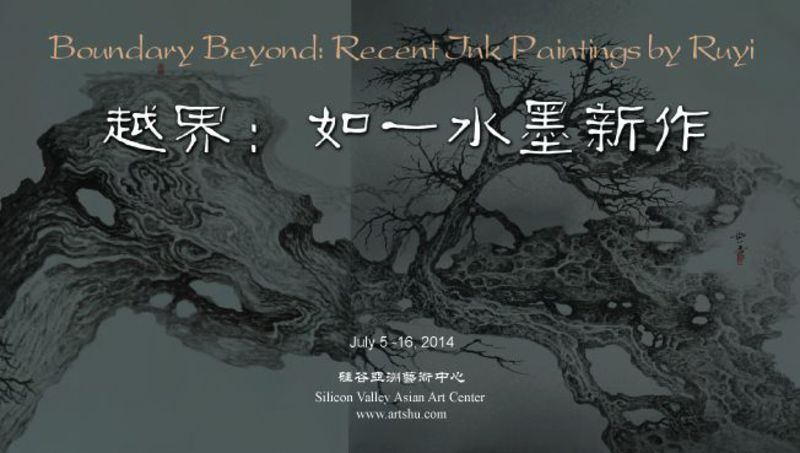 Boundary Beyond: Recent Ink Paintings by Ruyi
越界：如一水墨新作
July 5 -16, 2014
硅谷亞洲藝術中心
Silicon Valley Asian Art Center
www.artshu.com